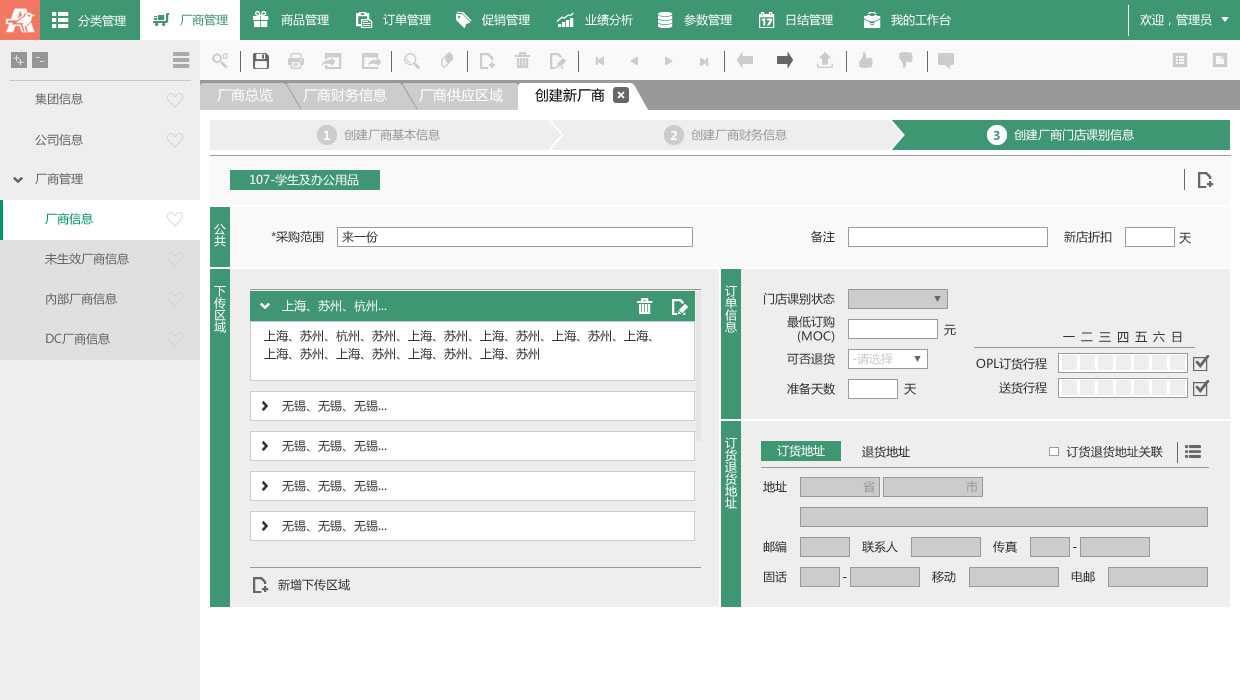 分类管理 厂商管理 商品管理 订单管理 促销管理 业绩分析 参数管理 日结管理 我的工作台 欢迎，管理员
集团信息
公司信息
厂商管理
厂商信息
未生效厂商信息
内部厂商信息
DC厂商信息
厂商总览 厂商财务信息 厂商供应区域 创建新厂商
1 创建厂商基本信息 2 创建厂商财务信息 3 创建厂商门店课别信息
107-学生及办公用品
公共
*采购范围 来一份 备注 新店折扣 天
下传区域
上海、苏州、杭州...
上海、苏州、杭州、苏州、上海、苏州、上海、苏州、上海、苏州、上海、
上海、苏州、上海、苏州、上海、苏州、上海、苏州
无锡、无锡、无锡...
无锡、无锡、无锡...
无锡、无锡、无锡...
无锡、无锡、无锡...
新增下传区域
订单信息
门店课别状态
最低订购
(MOC) 元
可否退货 -请选择
准备天数 天
一 二 三 四 五 六 日
OPL订货行程
送货行程
订货退货地址
订货地址 退货地址 订货退货地址关联
地址 省 市
邮编 联系人 传真 -
固话 - 移动 电邮
17